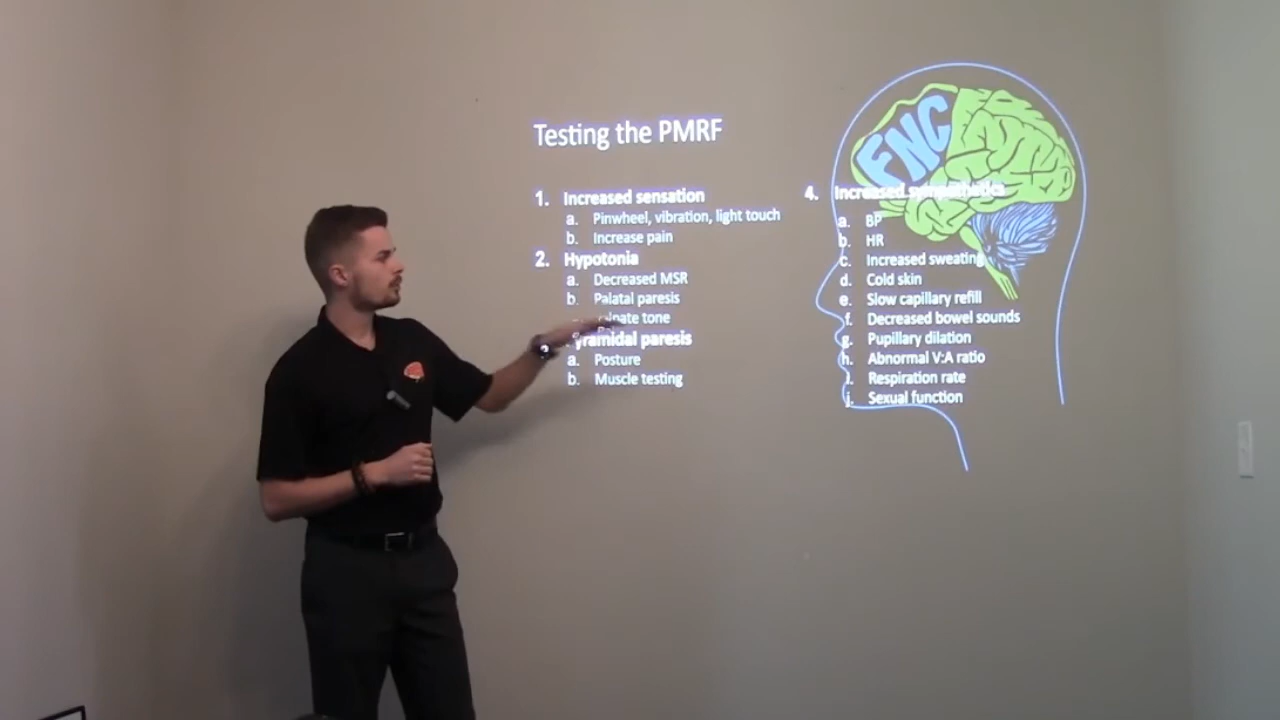 Testing the PMRF
1. Increased sensation
a. Pinwheel, vibration, light touch
b. Increase pain
2. Hypotonia
a. Decreased MSR
b. Palatal paresis
tone
paresis
a. Posture
b. Muscle testing
FNC
4. Increased sympathetics
a. BP
b. HR
c. Increased sweating
d. Cold skin
e. Slow capillary refill
f. Decreased bowel sounds
g. Pupillary dilation
h. Abnormal V:A ratio
i. Respiration rate
j. Sexual function